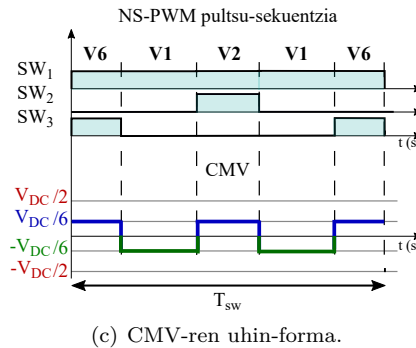 NS-PWM pultsu-sekuentzia
V6 V1 V2 V1 V6
SW1
SW2
SW3
t (s
CMV
VDC/2
VDC/6
-VDC/6
t (s
-VDC/2
Tsw
(c) CMV-ren uhin-forma.